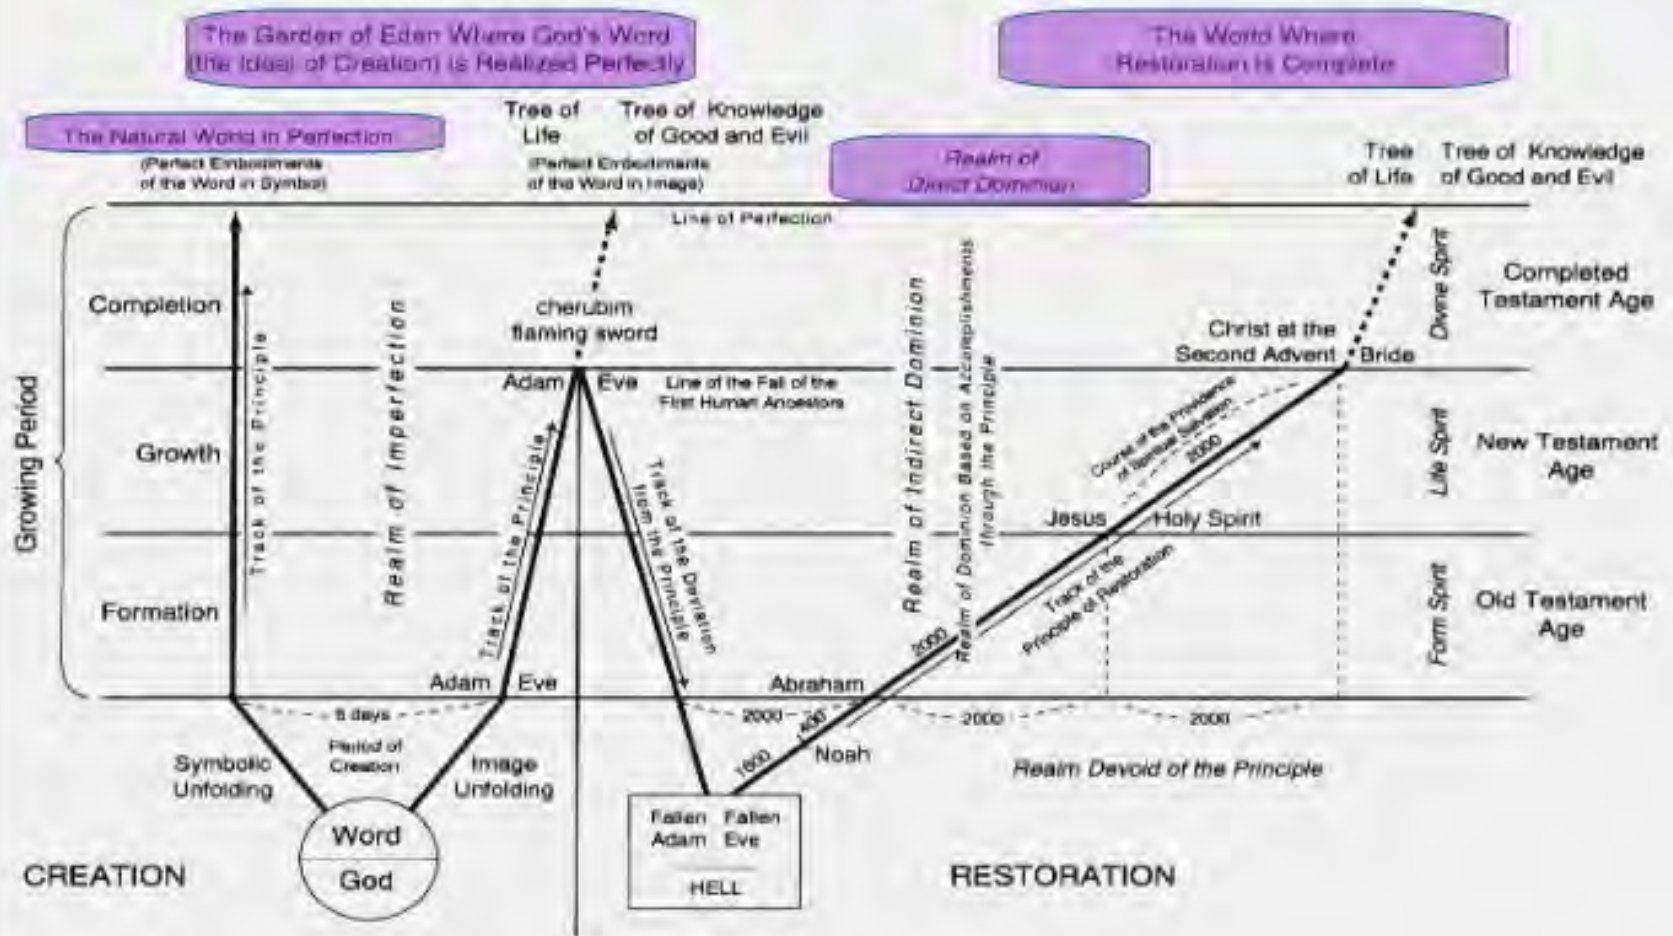 The Garden of Eden Where God's Word
(the Ideal of Creation) is Realized Perfectly
The World Where
Restoration is Complete
The Natural World in Perfection
(Perfect Embodiments
of the Word in Symbol)
Tree of
Life
Tree of Knowledge
of Good and Evil
(Perfect Embodiments
of the Word in Image)
Realm of
Direct Dominion
Tree
of Life
Tree of Knowledge
of Good and Evil
Line of Perfection
Growing Period
Completion
Growth
Formation
Track of the Principle
Realm of Imperfection
cherubim
flaming sword
Adam
Eve
Line of the Fall of the
First Human Ancestors
Track of the Principle
Track of the Deviation
from the Principle
Realm of Indirect Dominion
Realm of Dominion Based on Accomplishments
through the Principle
Christ at the
Second Advent
Bride
Course of the Providence
of Spiritual Salvation
2000
Jesus
Holy Spirit
Track of the
Principle of Restoration
2000
Divine Spirit
Life Spirit
Form Spirit
Completed
Testament Age
New Testament
Age
Old Testament
Age
Adam
Eve
Abraham
6 days
2000
400
2000
2000
Period of
Creation
Symbolic
Unfolding
Image
Unfolding
1600
Noah
Realm Devoid of the Principle
Word
God
Fallen
Adam
Fallen
Eve
HELL
CREATION
RESTORATION